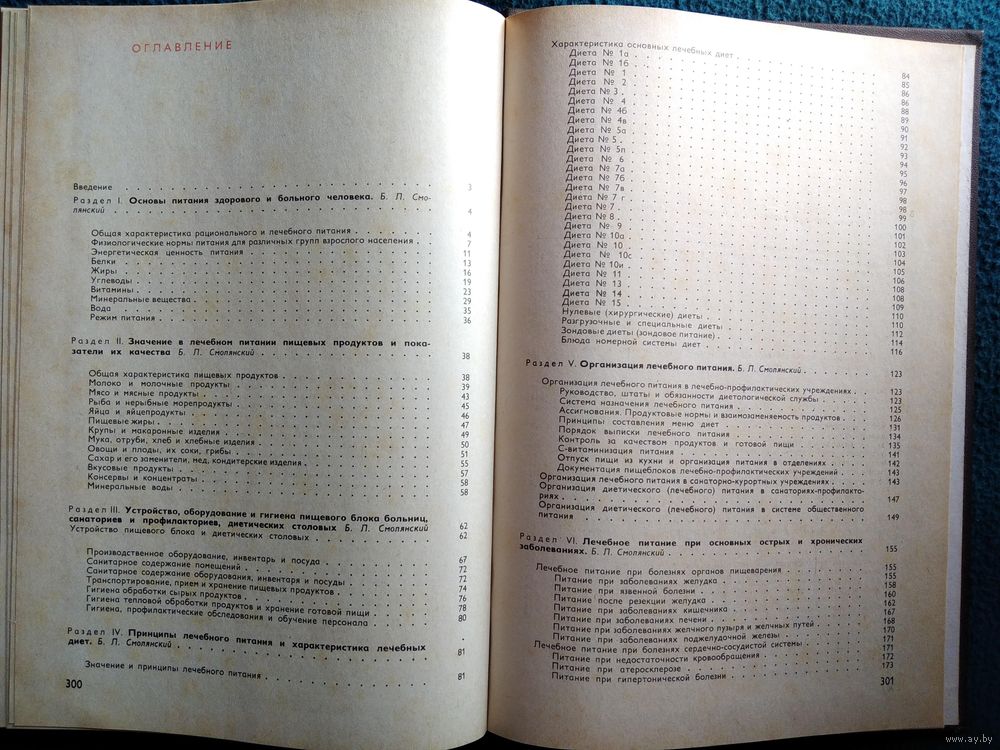 ОГЛАВЛЕНИЕ
Введение 3
Раздел I. Основы питания здорового и больного человека. Б. Л. Смо-
лянский 4
Общая характеристика рационального и лечебного питания 4
Физиологические нормы питания для различных групп взрослого населения 7
Энергетическая ценность питания 11
Белки 13
Жиры 16
Углеводы 19
Витамины 23
Минеральные вещества 29
Вода 35
Режим питания 36
Раздел II. Значение в лечебном питании пищевых продуктов и пока-
затели их качества Б. Л. Смолянский 38
Общая характеристика пищевых продуктов 38
Молоко и молочные продукты 39
Мясо и мясные продукты 43
Рыба и нерыбные морепродукты 45
Яйца и яйцепродукты 46
Пищевые жиры 47
Крупы и макаронные изделия 49
Мука, отруби, хлеб и хлебные изделия 50
Овощи и плоды, их соки, грибы 51
Сахар и его заменители, мед, кондитерские изделия 55
Вкусовые продукты 57
Консервы и концентраты 58
Минеральные воды 58
Раздел III. Устройство, оборудование и гигиена пищевого блока больниц,
санаториев и профилакториев, диетических столовых Б. Л. Смолянский 62
Устройство пищевого блока и диетических столовых 62
Производственное оборудование, инвентарь и посуда 67
Санитарное содержание помещений 72
Санитарное содержание оборудования, инвентаря и посуды 72
Транспортирование, прием и хранение пищевых продуктов 74
Гигиена обработки сырых продуктов 76
Гигиена тепловой обработки продуктов и хранение готовой пищи 78
Гигиена, профилактические обследования и обучение персонала 80
Раздел IV. Принципы лечебного питания и характеристика лечебных
диет. Б. Л. Смолянский 81
Значение и принципы лечебного питания 81
300
Характеристика основных лечебных диет 84
Диета № 1а 85
Диета № 1б 86
Диета № 1 86
Диета № 2 88
Диета № 3 89
Диета № 4 90
Диета № 4б 91
Диета № 4в 92
Диета № 5а 93
Диета № 5 94
Диета № 5п 95
Диета № 6 96
Диета № 7а 97
Диета № 7б 98
Диета № 7в 98
Диета № 7г 99
Диета № 7 100
Диета № 8 101
Диета № 9 102
Диета № 10а 103
Диета № 10 104
Диета № 10с 105
Диета № 10и 106
Диета № 11 108
Диета № 13 108
Диета № 14 109
Диета № 15 110
Нулевые (хирургические) диеты 110
Разгрузочные и специальные диеты 112
Зондовые диеты (зондовое питание) 114
Блюда номерной системы диет 116
Раздел V. Организация лечебного питания. Б. Л. Смолянский 123
Организация лечебного питания в лечебно-профилактических учреждениях 123
Руководство, штаты и обязанности диетологической службы 123
Система назначения лечебного питания 125
Ассигнования. Продуктовые нормы и взаимозаменяемость продуктов 126
Принципы составления меню диет 131
Порядок выписки лечебного питания 134
Контроль за качеством продуктов и готовой пищи 135
С-витаминизация питания 141
Отпуск пищи из кухни и организация питания в отделениях 142
Документация пищеблоков лечебно-профилактических учреждений 143
Организация лечебного питания в санаторно-курортных учреждениях 143
Организация диетического (лечебного) питания в санаториях-профилакто-
риях 147
Организация диетического (лечебного) питания в системе общественного
питания 149
Раздел VI. Лечебное питание при основных острых и хронических
заболеваниях. Б. Л. Смолянский 155
Лечебное питание при болезнях органов пищеварения 155
Питание при заболеваниях желудка 155
Питание при язвенной болезни 158
Питание после резекции желудка 160
Питание при заболеваниях кишечника 162
Питание при заболеваниях печени 167
Питание при заболеваниях желчного пузыря и желчных путей 168
Питание при заболеваниях поджелудочной железы 170
Лечебное питание при болезнях сердечно-сосудистой системы 171
Питание при недостаточности кровообращения 171
Питание при атеросклерозе 172
Питание при гипертонической болезни 173
301
www.ay.by